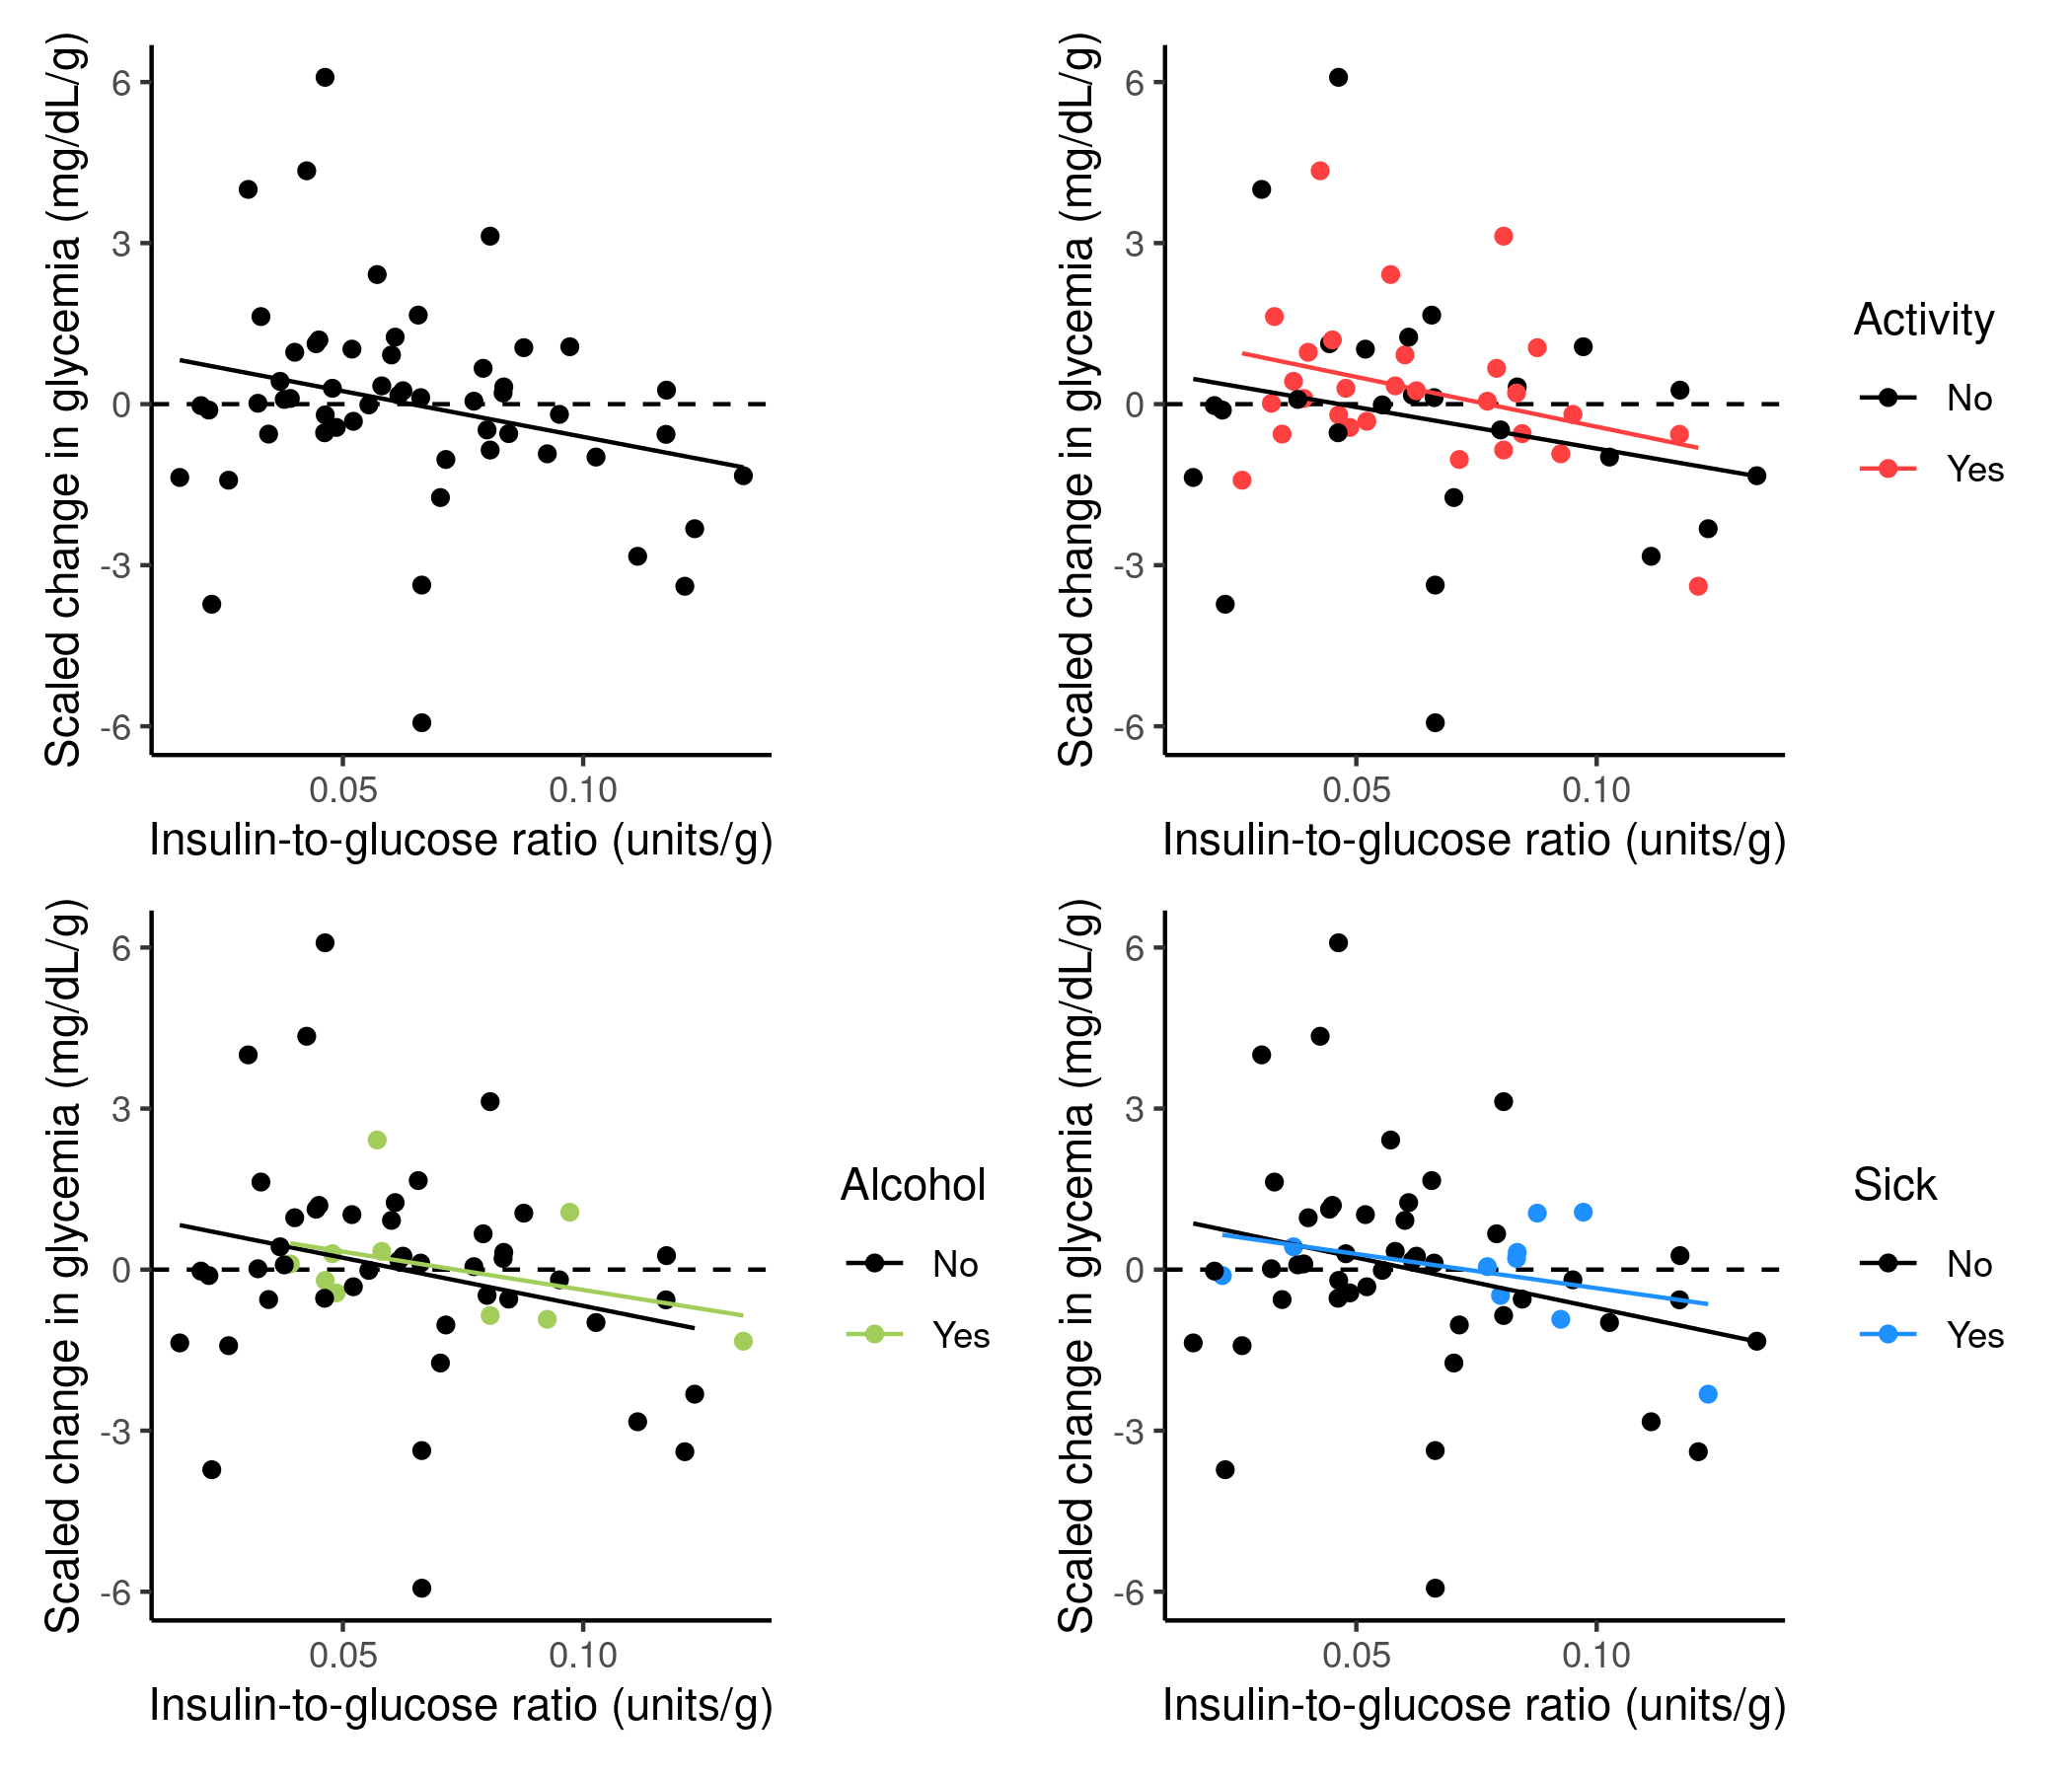 Scaled change in glycemia (mg/dL/g)
6
3
0
-3
-6
0.05 0.10
Insulin-to-glucose ratio (units/g)
Scaled change in glycemia (mg/dL/g)
6
3
0
-3
-6
0.05 0.10
Insulin-to-glucose ratio (units/g)
Activity
No
Yes
Scaled change in glycemia (mg/dL/g)
6
3
0
-3
-6
0.05 0.10
Insulin-to-glucose ratio (units/g)
Alcohol
No
Yes
Scaled change in glycemia (mg/dL/g)
6
3
0
-3
-6
0.05 0.10
Insulin-to-glucose ratio (units/g)
Sick
No
Yes